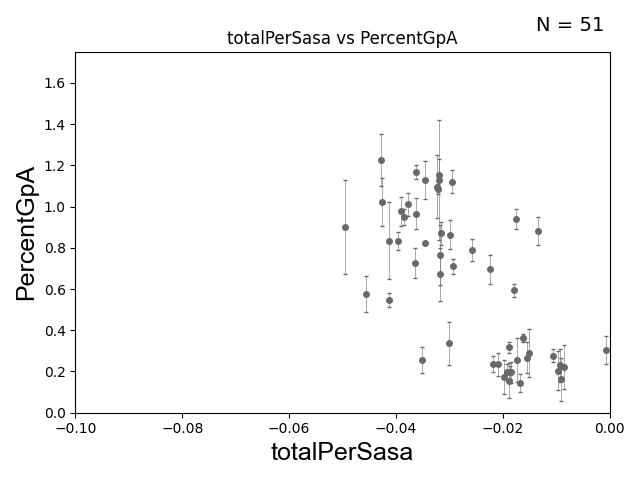 N = 51
totalPerSasa vs PercentGpA
PercentGpA
1.6
1.4
1.2
1.0
0.8
0.6
0.4
0.2
0.0
−0.10 −0.08 −0.06 −0.04 −0.02 0.00
totalPerSasa